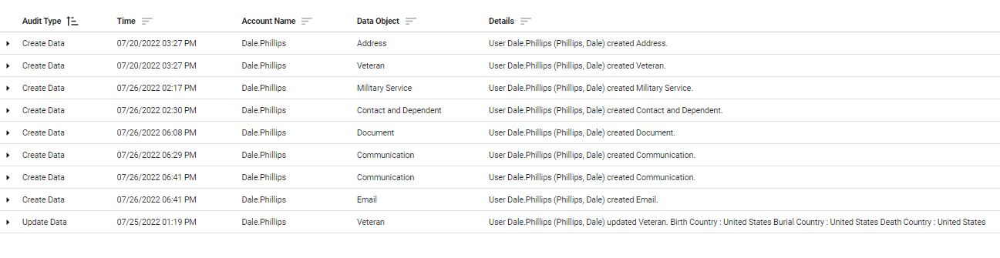 Audit Type Time Account Name Data Object Details
Create Data 07/20/2022 03:27 PM Dale.Phillips Address User Dale.Phillips (Phillips, Dale) created Address.
Create Data 07/20/2022 03:27 PM Dale.Phillips Veteran User Dale.Phillips (Phillips, Dale) created Veteran.
Create Data 07/26/2022 02:17 PM Dale.Phillips Military Service User Dale.Phillips (Phillips, Dale) created Military Service.
Create Data 07/26/2022 02:30 PM Dale.Phillips Contact and Dependent User Dale.Phillips (Phillips, Dale) created Contact and Dependent.
Create Data 07/26/2022 06:08 PM Dale.Phillips Document User Dale.Phillips (Phillips, Dale) created Document.
Create Data 07/26/2022 06:29 PM Dale.Phillips Communication User Dale.Phillips (Phillips, Dale) created Communication.
Create Data 07/26/2022 06:41 PM Dale.Phillips Communication User Dale.Phillips (Phillips, Dale) created Communication.
Create Data 07/26/2022 06:41 PM Dale.Phillips Email User Dale.Phillips (Phillips, Dale) created Email.
Update Data 07/25/2022 01:19 PM Dale.Phillips Veteran User Dale.Phillips (Phillips, Dale) updated Veteran. Birth Country : United States Burial Country : United States Death Country : United States